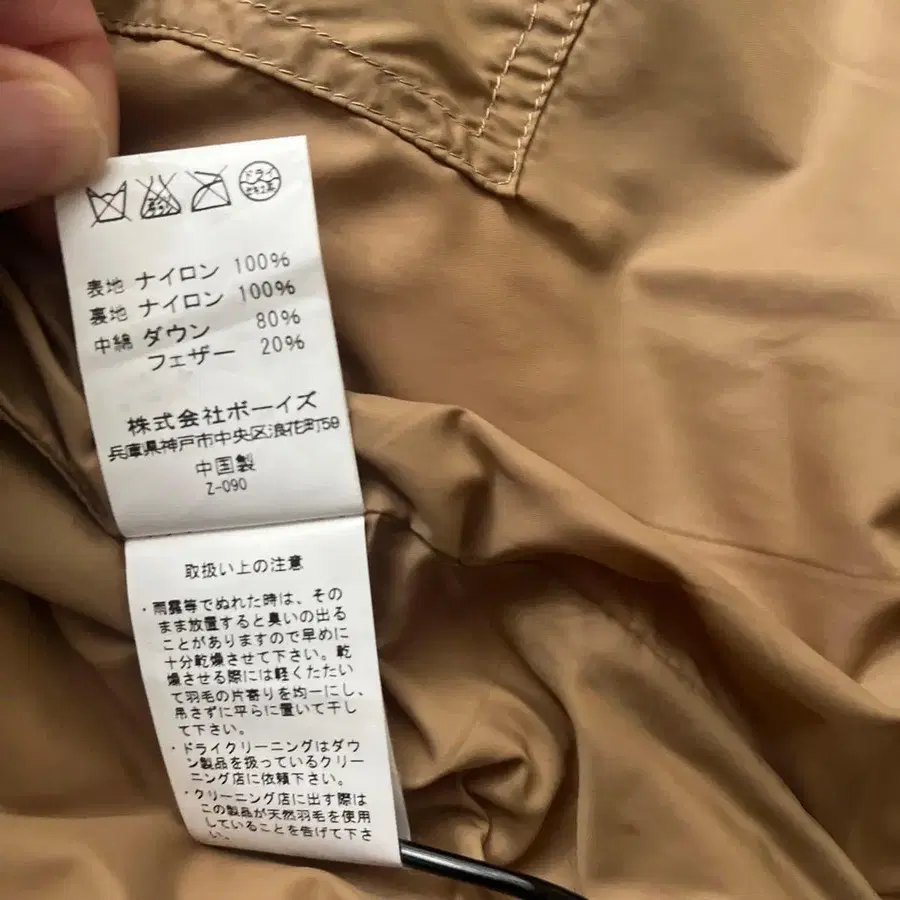 ドライ
セキユ系
エンソ
サラシ
表地 ナイロン 100%
裏地 ナイロン 100%
中綿 ダウン 80%
フェザー 20%
株式会社ボーイズ
兵庫県神戸市中央区浪花町59
中国製
Z-090
取扱い上の注意
・雨露等でぬれた時は、その
まま放置すると臭いの出る
ことがありますので早めに
十分乾燥させて下さい。乾
燥させる際には軽くたたい
て羽毛の片寄りを均一にし、
吊さずに平らに置いて干し
て下さい。
・ドライクリーニングはダウ
ン製品を扱っているクリー
ニング店に依頼下さい。
・クリーニング店に出す際は
この製品が天然羽毛を使用
していることを告げて下さ
い。